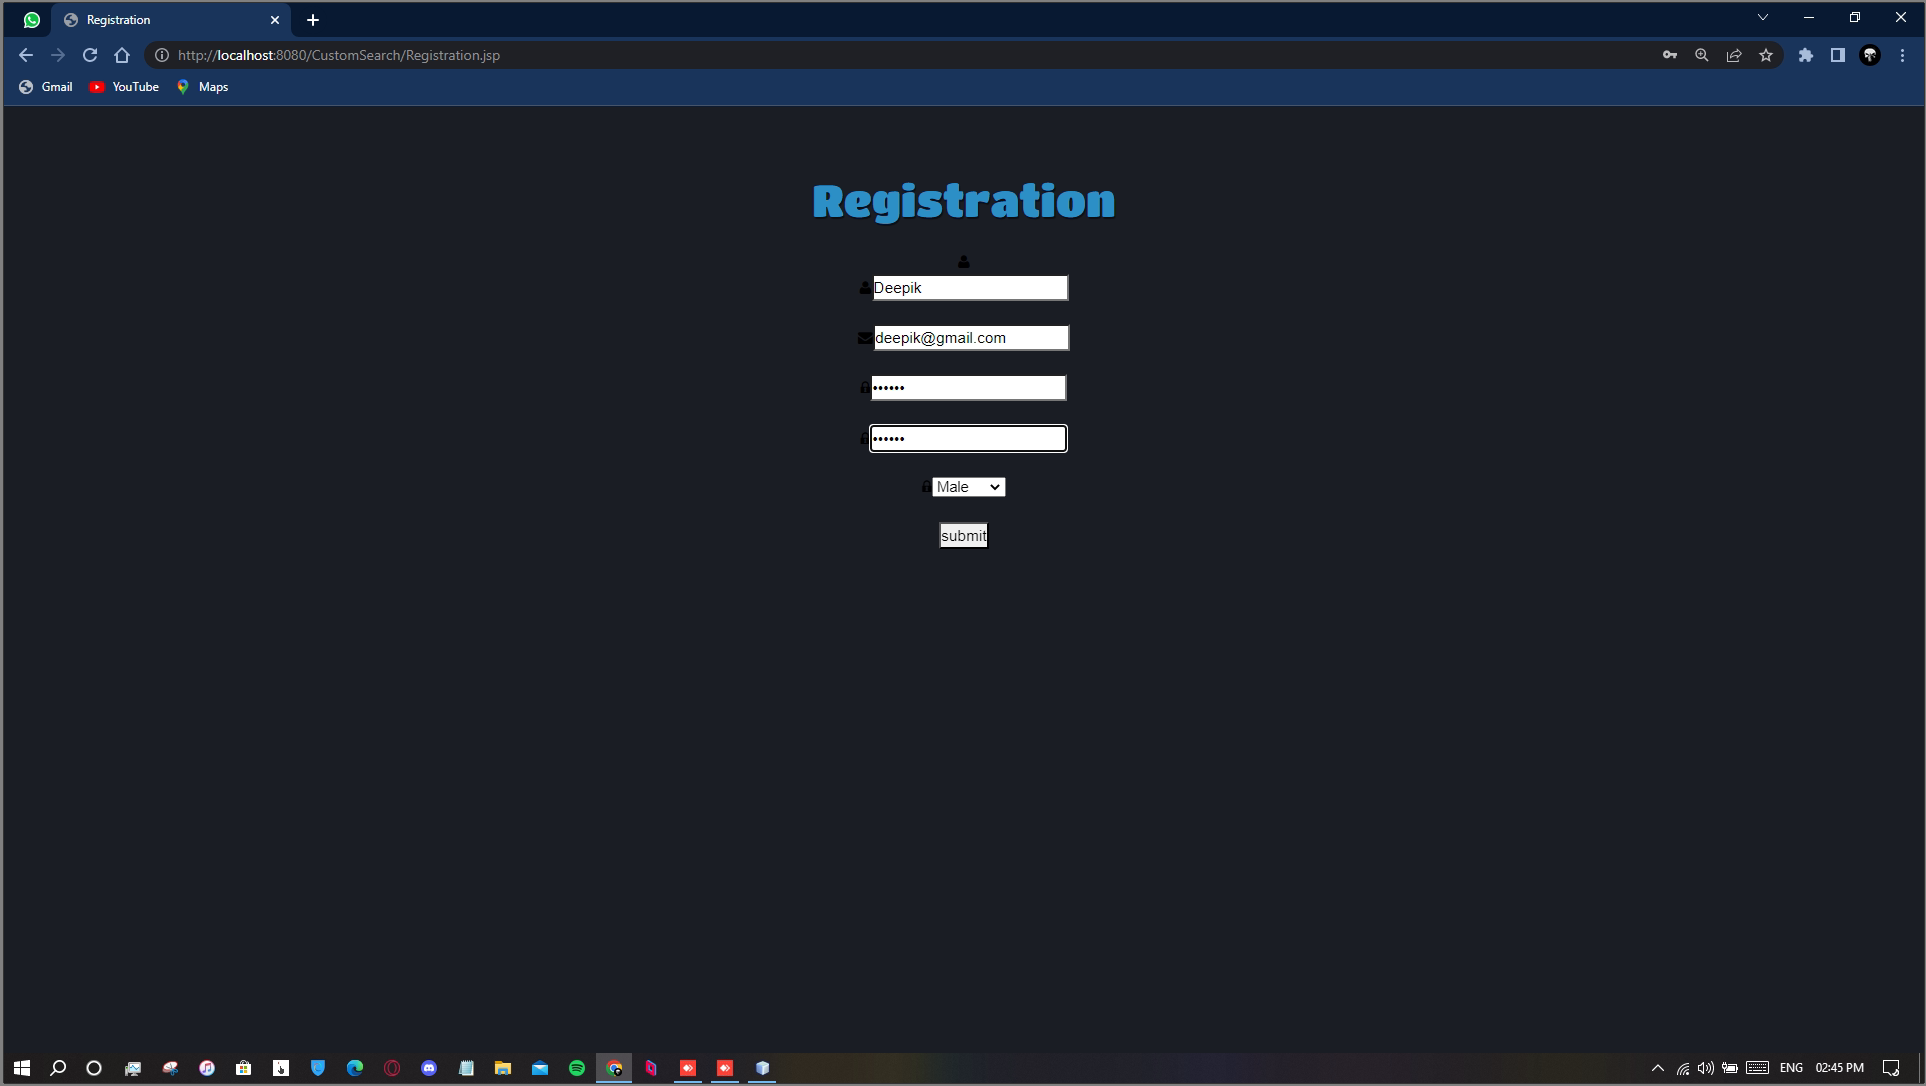 Registration
http://localhost:8080/CustomSearch/Registration.jsp
Gmail YouTube Maps
Registration
Deepik
deepik@gmail.com
••••••
••••••
Male
submit
ENG 02:45 PM